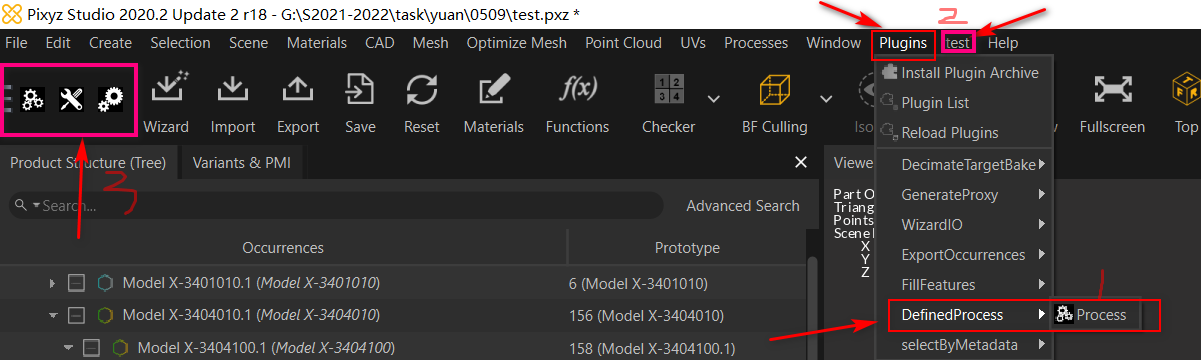 Pixyz Studio 2020.2 Update 2 r18 - G:\S2021-2022\task\yuan\0509\test.pxz *
2
File Edit Create Selection Scene Materials CAD Mesh Optimize Mesh Point Cloud UVs Processes Window Plugins test Help
Install Plugin Archive
f(x)
1 2
3 4
T
F R
Plugin List
Wizard Import Export Save Reset Materials Functions Checker BF Culling Iso Fullscreen Top
Reload Plugins
Product Structure (Tree) Variants & PMI
Viewe
DecimateTargetBake
3
Part O
GenerateProxy
Search... Advanced Search
Triang
Points
WizardIO
Scene
X
Occurrences Prototype
Y
ExportOccurrences
Z
Model X-3401010.1 (Model X-3401010) 6 (Model X-3401010)
FillFeatures
1
Model X-3404010.1 (Model X-3404010) 156 (Model X-3404010)
DefinedProcess Process
Model X-3404100.1 (Model X-3404100) 158 (Model X-3404100.1)
selectByMetadata